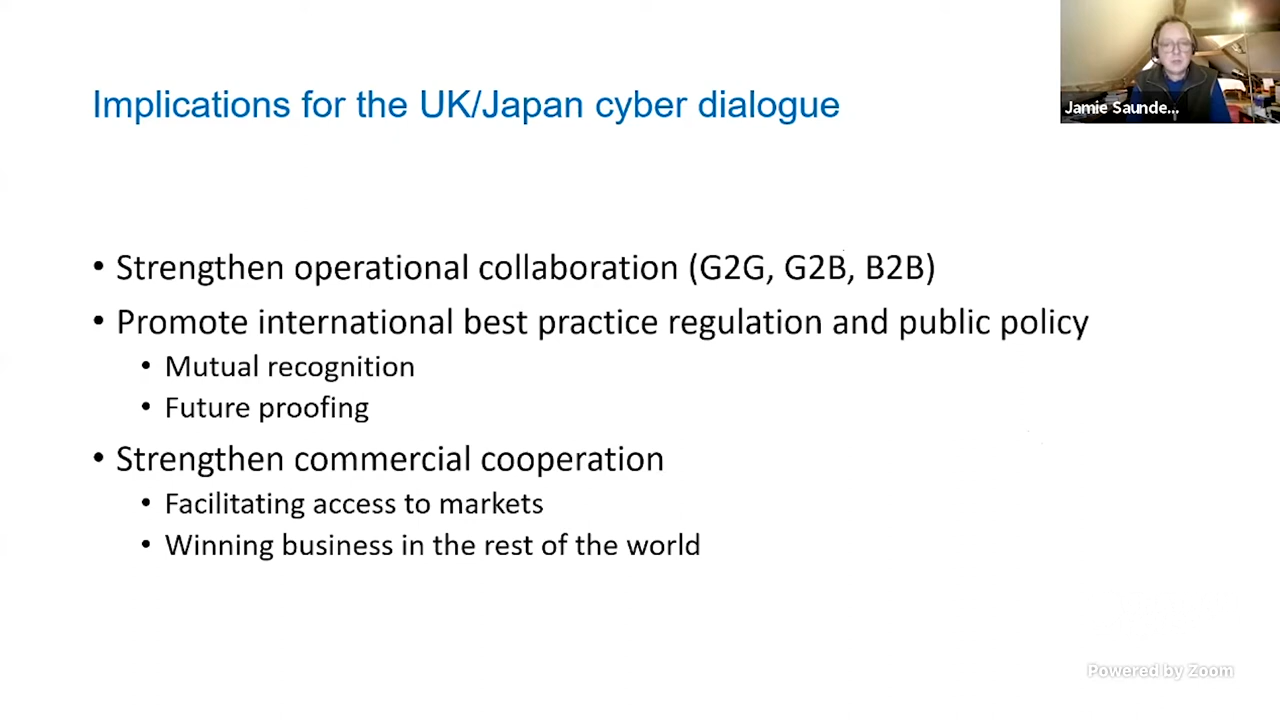 Implications for the UK/Japan cyber dialogue
Jamie Saunde...
• Strengthen operational collaboration (G2G, G2B, B2B)
• Promote international best practice regulation and public policy
• Mutual recognition
• Future proofing
• Strengthen commercial cooperation
• Facilitating access to markets
• Winning business in the rest of the world
Powered by Zoom